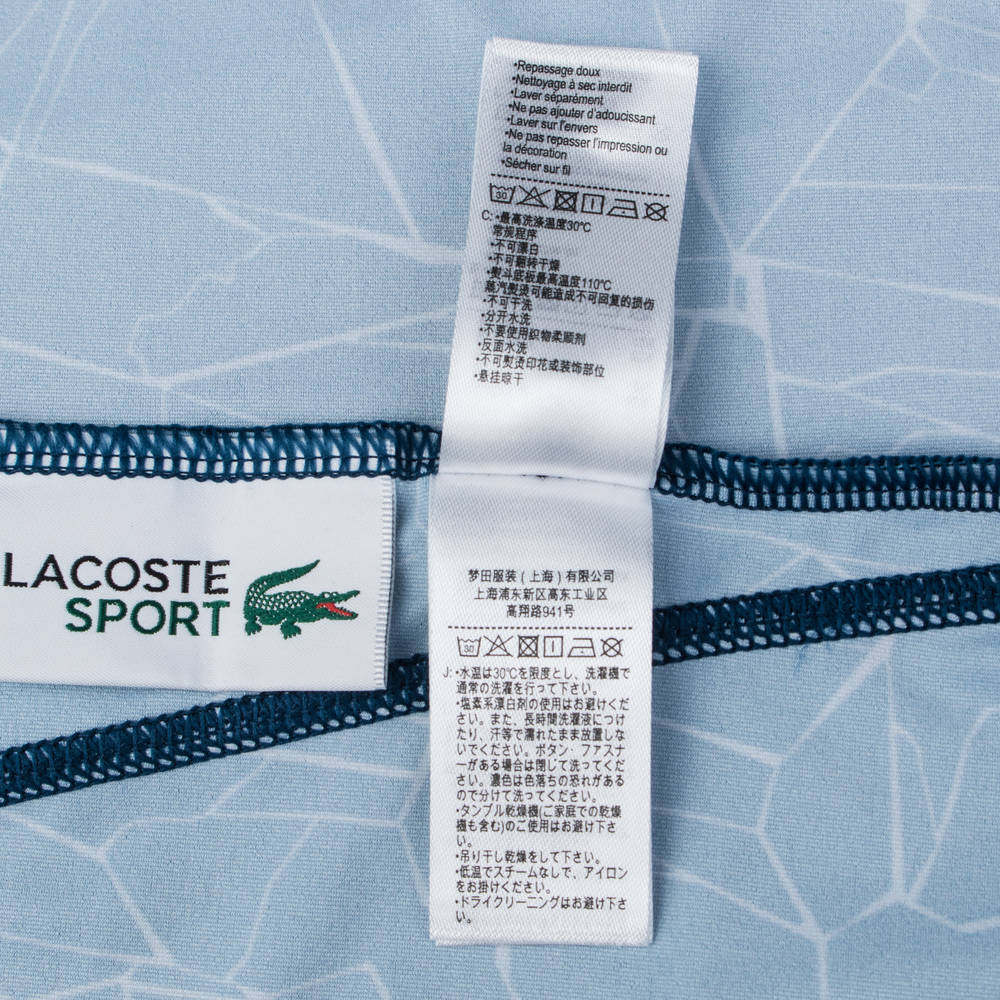 •Repassage doux
•Nettoyage à sec interdit
•Laver séparément
•Ne pas ajouter d'adoucissant
•Laver sur l'envers
•Ne pas repasser l'impression ou
la décoration
•Sécher sur fil
30
C: •最高洗涤温度30℃
常规程序
•不可漂白
•不可翻转干燥
•熨斗底板最高温度110℃
蒸汽熨烫可能造成不可回复的损伤
•不可干洗
•分开水洗
•不要使用织物柔顺剂
•反面水洗
•不可熨烫印花或装饰部位
•悬挂晾干
LACOSTE
SPORT
梦田服装(上海)有限公司
上海浦东新区高东工业区
高翔路941号
30
J: •水温は30℃を限度とし、洗濯機で
通常の洗濯を行って下さい。
•塩素系漂白剤の使用はお避けくだ
さい。また、長時間洗濯液につけ
たり、汗等で濡れたまま放置しな
いでください。ボタン・ファスナ
ーがある場合は閉じて洗ってくだ
さい。濃色は色落ちの恐れがある
ので分けて洗ってください。
•タンブル乾燥機(ご家庭での乾燥
機も含む)のご使用はお避け下さ
い。
•吊り干し乾燥をして下さい。
•低温でスチームなしで、アイロン
をお掛けください。
•ドライクリーニングはお避け下さ
い。